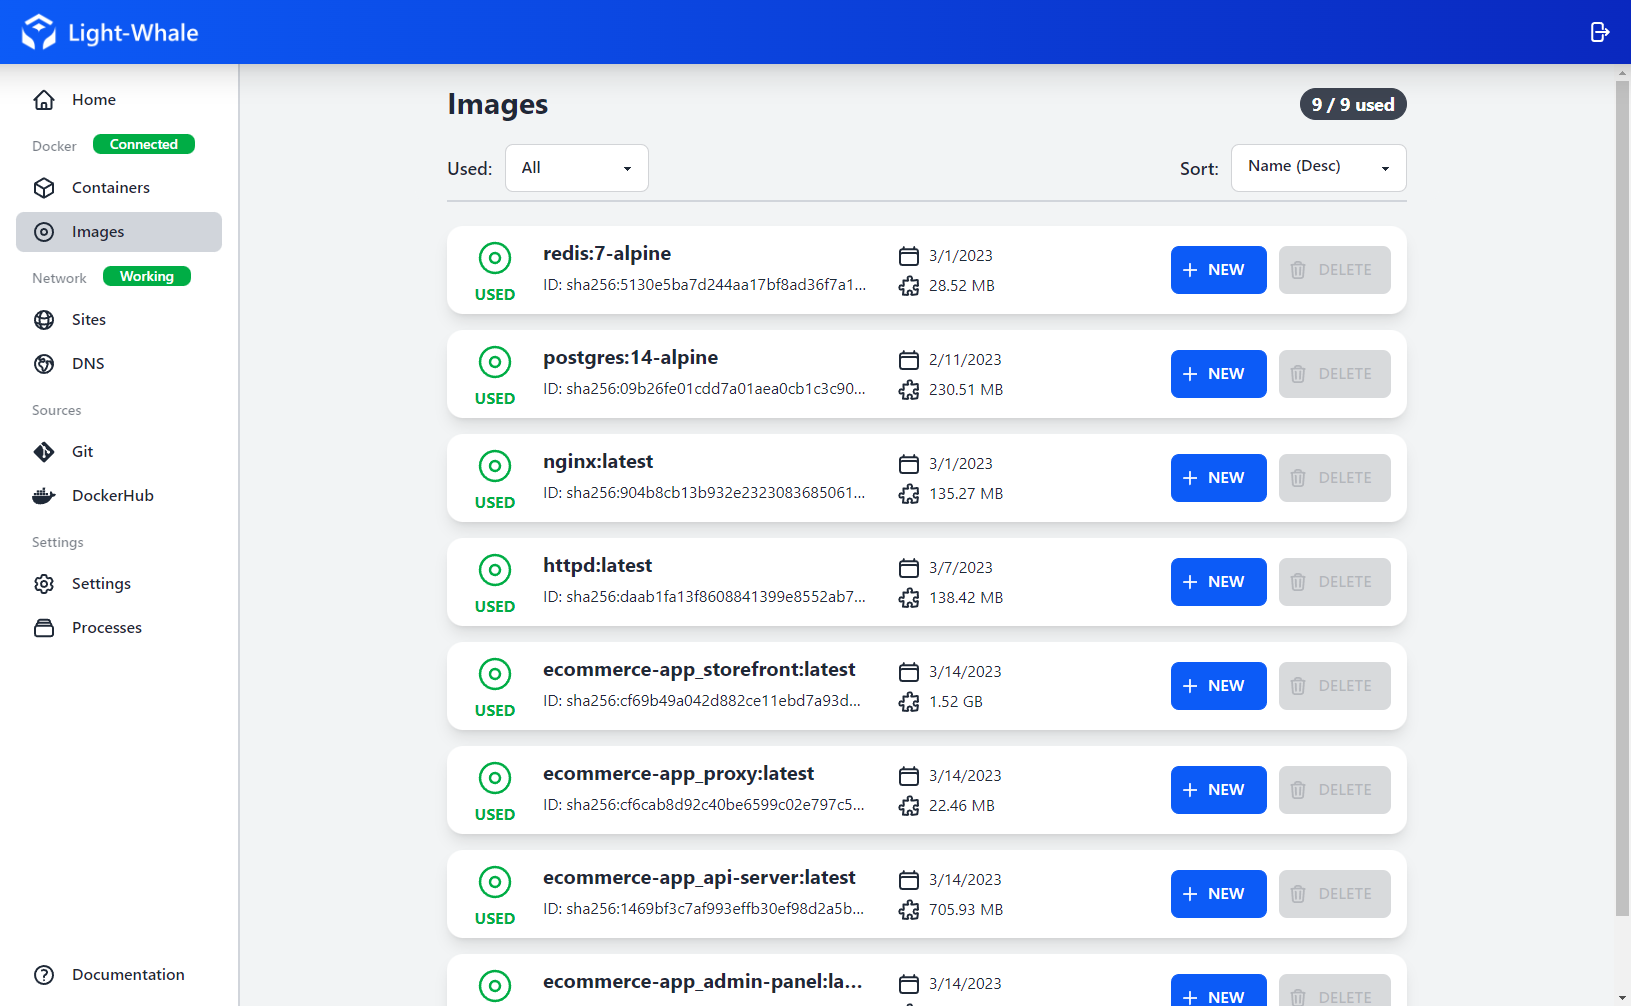 Light-Whale
Home
Docker Connected
Containers
Images
Network Working
Sites
DNS
Sources
Git
DockerHub
Settings
Settings
Processes
Documentation
Images
9 / 9 used
Used: All
Sort: Name (Desc)
redis:7-alpine
3/1/2023
ID: sha256:5130e5ba7d244aa17bf8ad36f7a1...
28.52 MB
USED
NEW
DELETE
postgres:14-alpine
2/11/2023
ID: sha256:09b26fe01cdd7a01aea0cb1c3c90...
230.51 MB
USED
NEW
DELETE
nginx:latest
3/1/2023
ID: sha256:904b8cb13b932e2323083685061...
135.27 MB
USED
NEW
DELETE
httpd:latest
3/7/2023
ID: sha256:daab1fa13f8608841399e8552ab7...
138.42 MB
USED
NEW
DELETE
ecommerce-app_storefront:latest
3/14/2023
ID: sha256:cf69b49a042d882ce11ebd7a93d...
1.52 GB
USED
NEW
DELETE
ecommerce-app_proxy:latest
3/14/2023
ID: sha256:cf6cab8d92c40be6599c02e797c5...
22.46 MB
USED
NEW
DELETE
ecommerce-app_api-server:latest
3/14/2023
ID: sha256:1469bf3c7af993effb30ef98d2a5b...
705.93 MB
USED
NEW
DELETE
ecommerce-app_admin-panel:la...
3/14/2023
NEW
DELETE